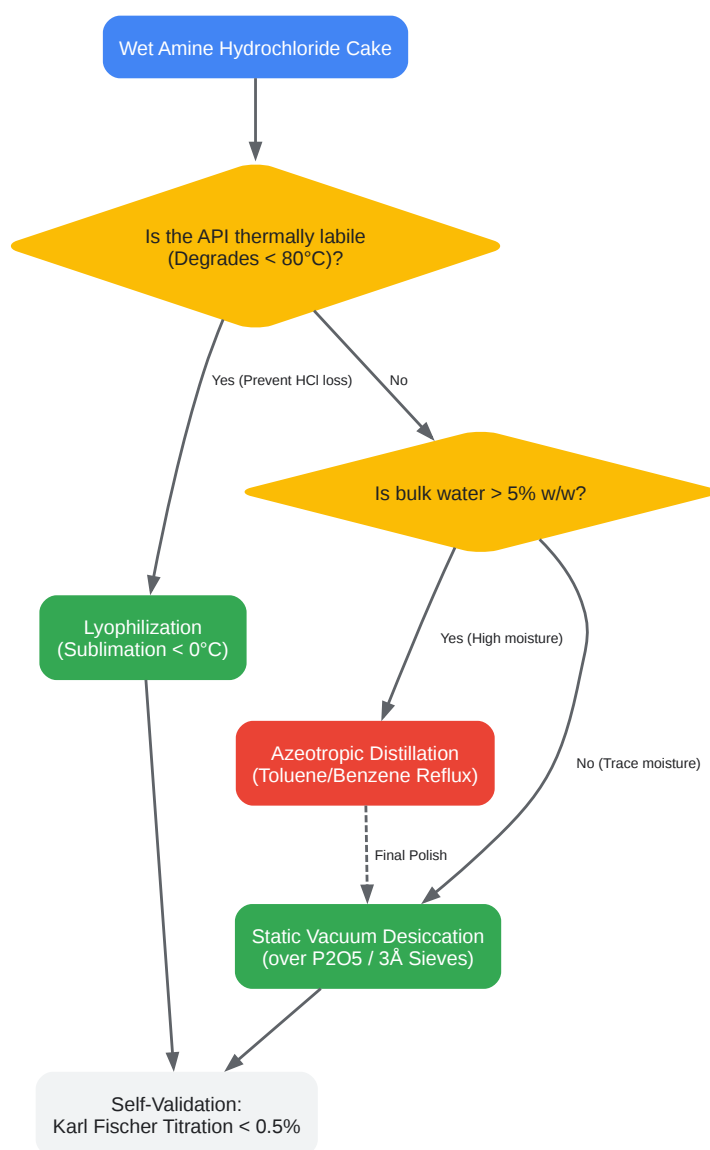 Wet Amine Hydrochloride Cake
Is the API thermally labile
(Degrades < 80°C)?
Yes (Prevent HCl loss)
No
Is bulk water > 5% w/w?
Lyophilization
(Sublimation < 0°C)
Yes (High moisture)
Azeotropic Distillation
(Toluene/Benzene Reflux)
No (Trace moisture)
Final Polish
Static Vacuum Desiccation
(over P2O5 / 3Å Sieves)
Self-Validation:
Karl Fischer Titration < 0.5%